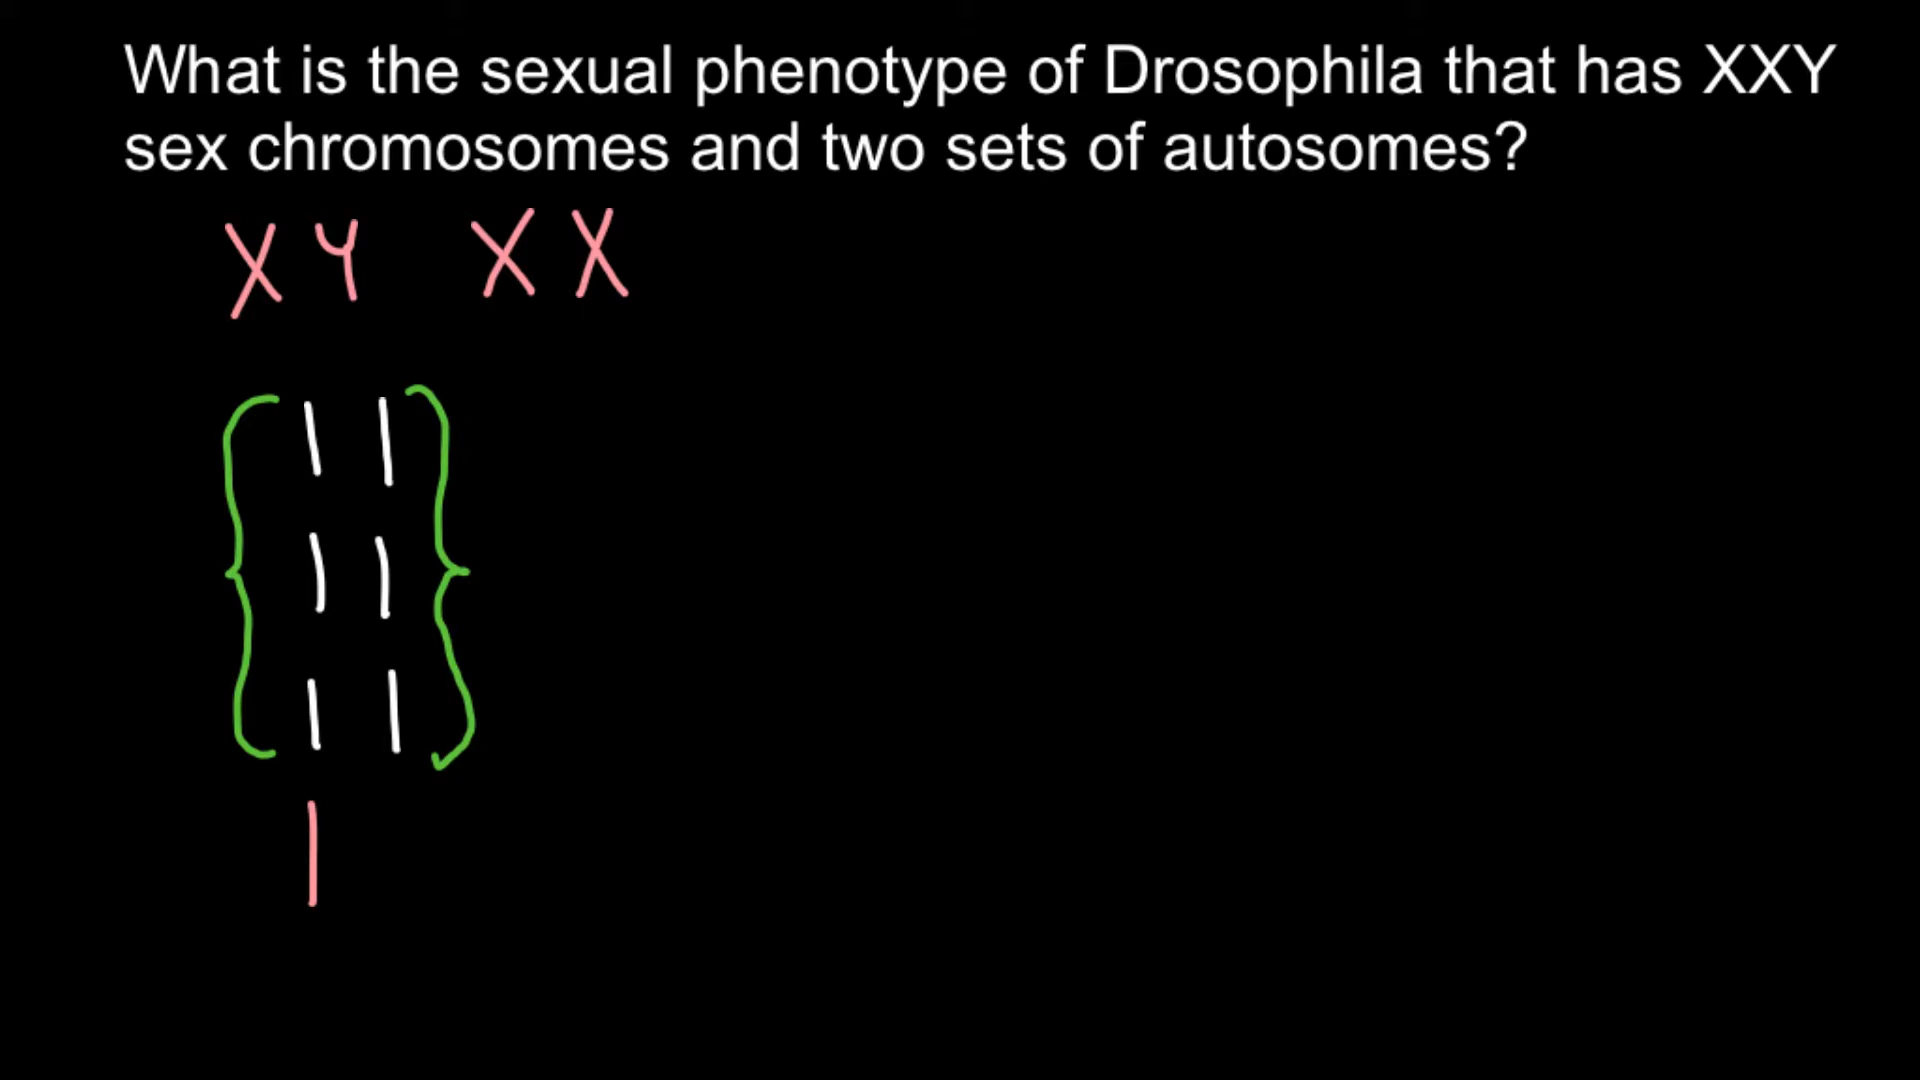 What is the sexual phenotype of Drosophila that has XXY
sex chromosomes and two sets of autosomes?
X Y X X